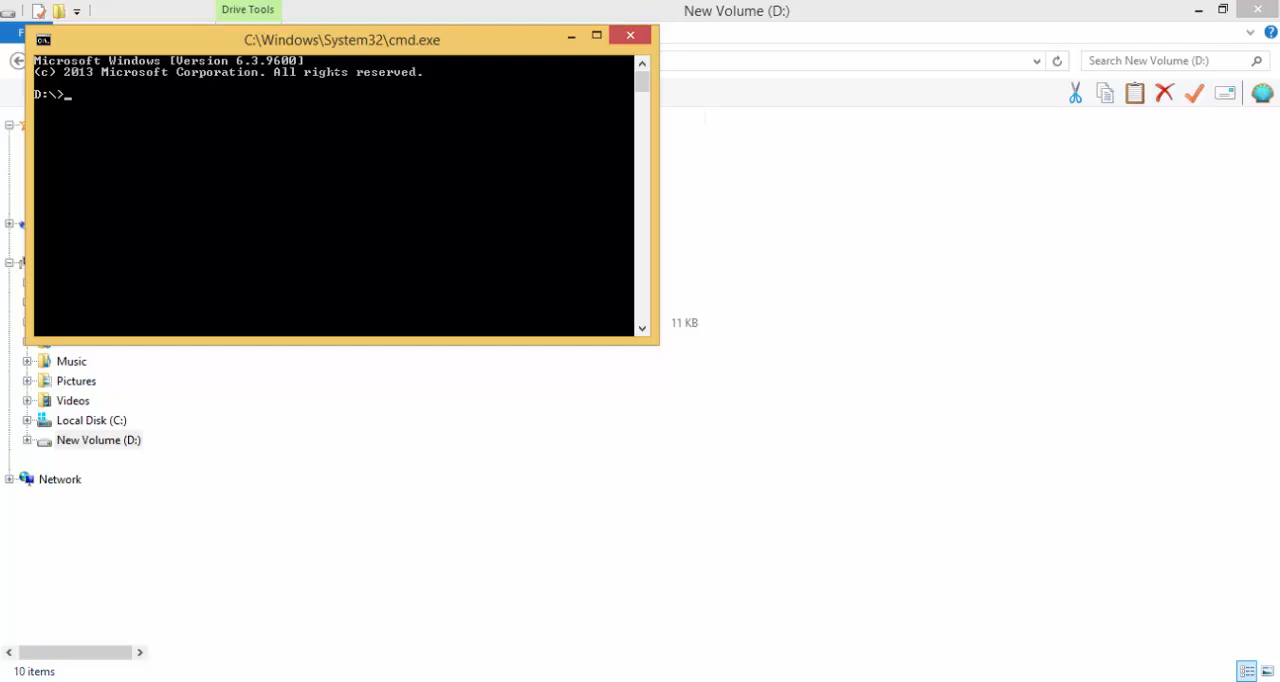 Drive Tools
New Volume (D:)
F
C:\Windows\System32\cmd.exe
Microsoft Windows [Version 6.3.9600]
(c) 2013 Microsoft Corporation. All rights reserved.
D:\>_
Search New Volume (D:)
11 KB
Music
Pictures
Videos
Local Disk (C:)
New Volume (D:)
Network
10 items